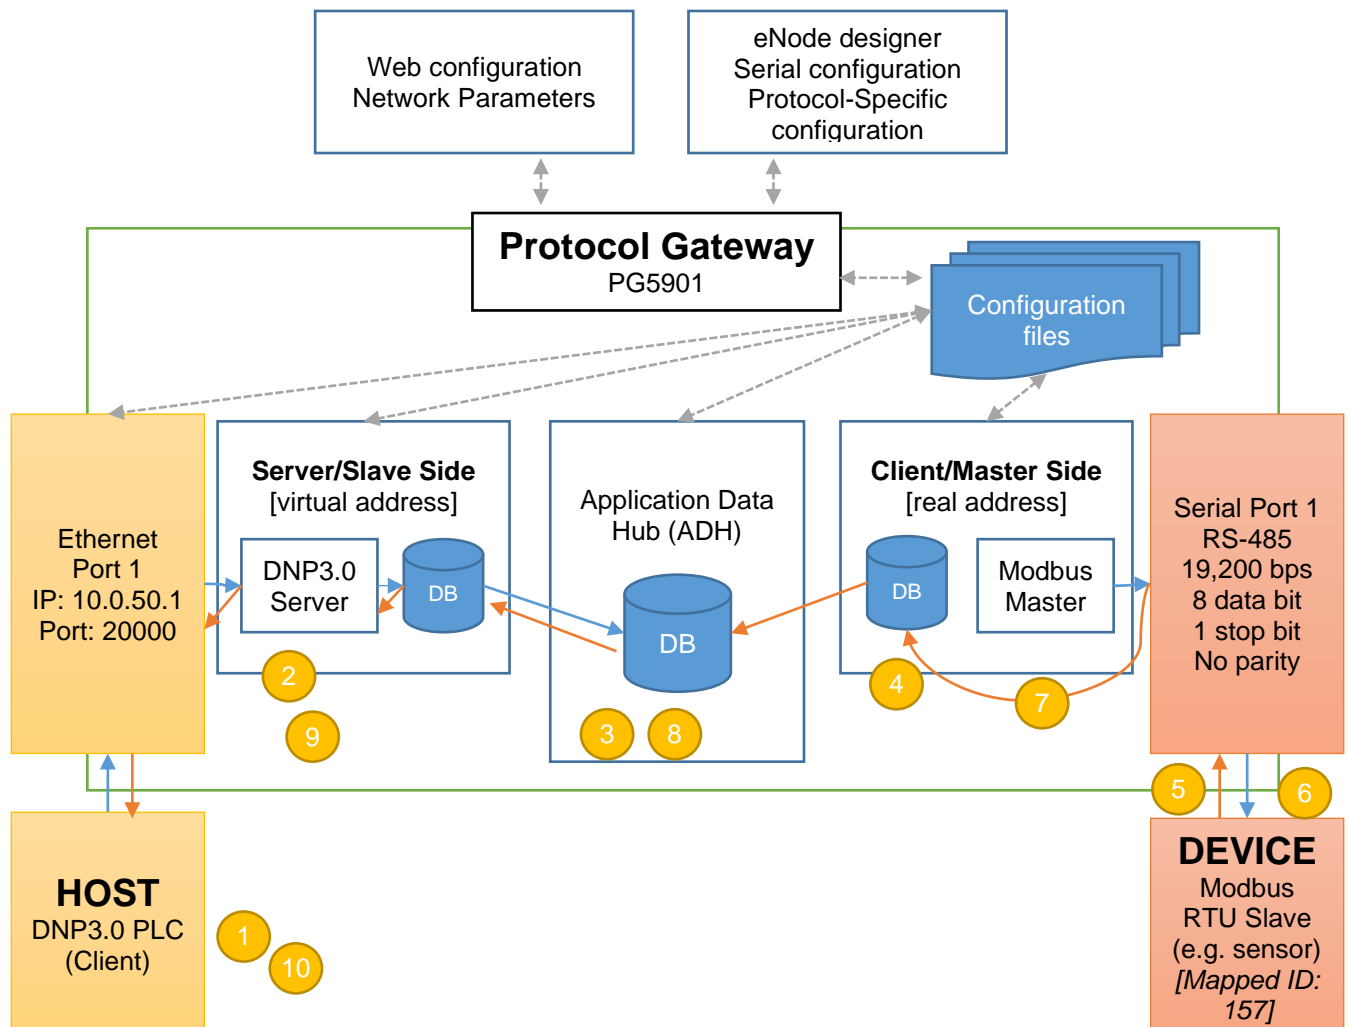 Web configuration
Network Parameters
eNode designer
Serial configuration
Protocol-Specific
configuration
Protocol Gateway
PG5901
Configuration
files
Ethernet
Port 1
IP: 10.0.50.1
Port: 20000
Server/Slave Side
[virtual address]
DNP3.0
Server
DB
2
9
Application Data
Hub (ADH)
DB
3
8
Client/Master Side
[real address]
DB
Modbus
Master
4
7
Serial Port 1
RS-485
19,200 bps
8 data bit
1 stop bit
No parity
5
6
HOST
DNP3.0 PLC
(Client)
1
10
DEVICE
Modbus
RTU Slave
(e.g. sensor)
[Mapped ID:
157]